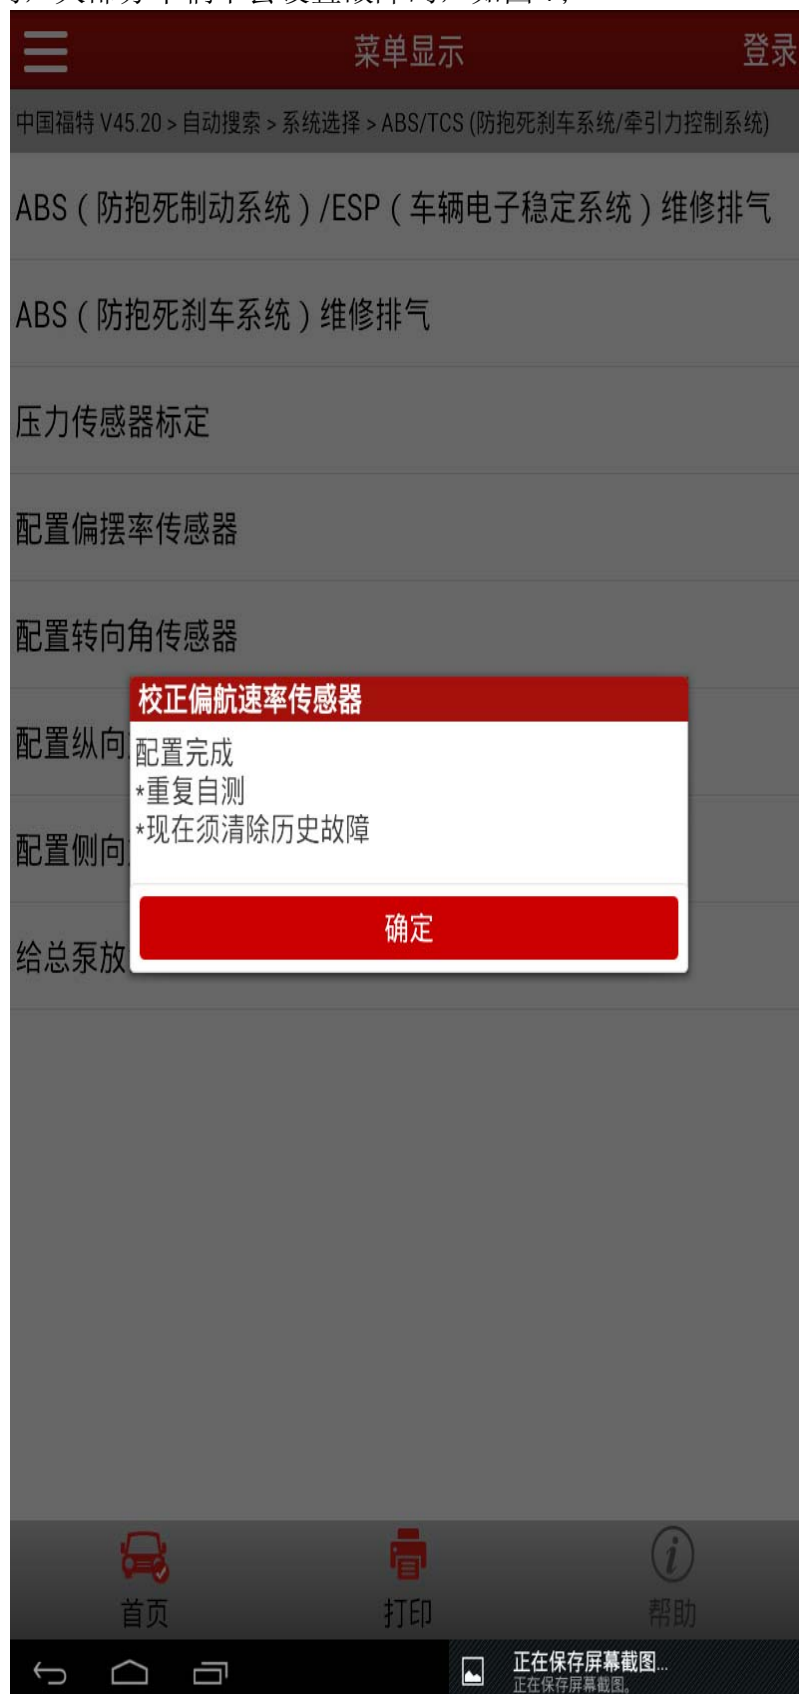 菜单显示 登录
中国福特 V45.20 > 自动搜索 > 系统选择 > ABS/TCS (防抱死刹车系统/牵引力控制系统)
ABS（防抱死制动系统）/ESP（车辆电子稳定系统）维修排气
ABS（防抱死刹车系统）维修排气
压力传感器标定
配置偏摆率传感器
配置转向角传感器
配置纵向
配置侧向
给总泵放
校正偏航速率传感器
配置完成
*重复自测
*现在须清除历史故障
确定
首页 打印 帮助
正在保存屏幕截图...
正在保存屏幕截图。